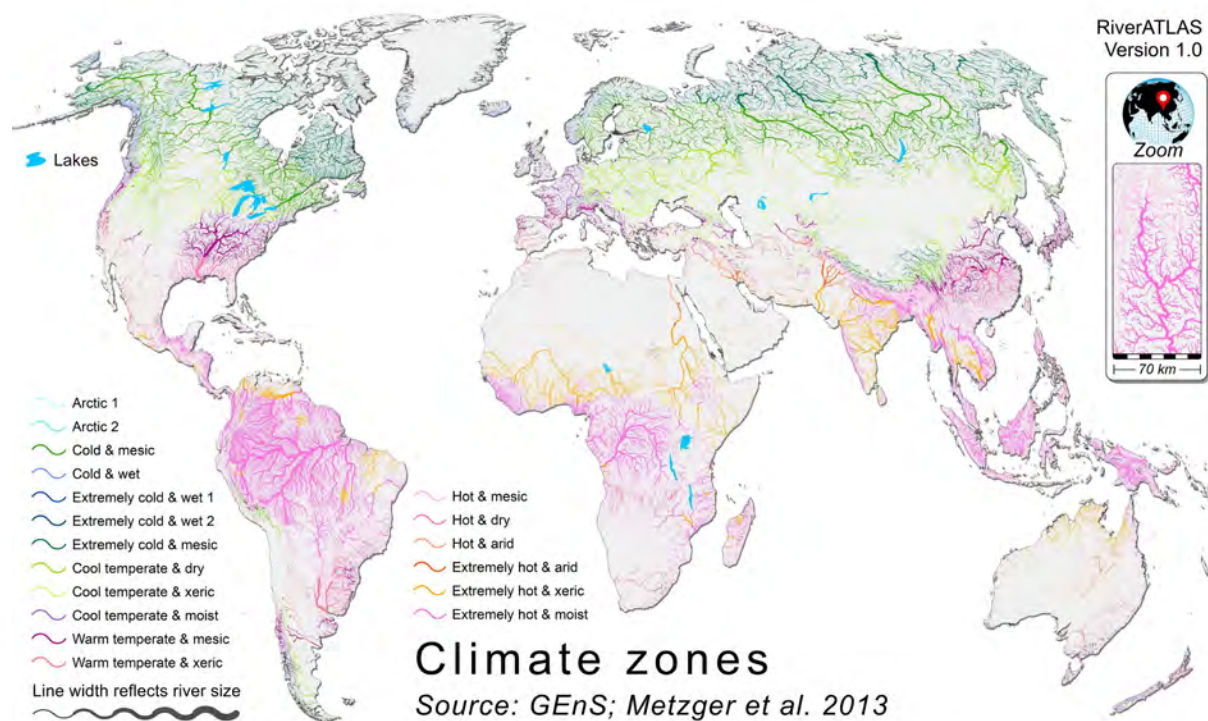 RiverATLAS
Version 1.0
Zoom
70 km
Lakes
Arctic 1
Arctic 2
Cold & mesic
Cold & wet
Extremely cold & wet 1
Extremely cold & wet 2
Extremely cold & mesic
Cool temperate & dry
Cool temperate & xeric
Cool temperate & moist
Warm temperate & mesic
Warm temperate & xeric
Line width reflects river size
Hot & mesic
Hot & dry
Hot & arid
Extremely hot & arid
Extremely hot & xeric
Extremely hot & moist
Climate zones
Source: GEnS; Metzger et al. 2013